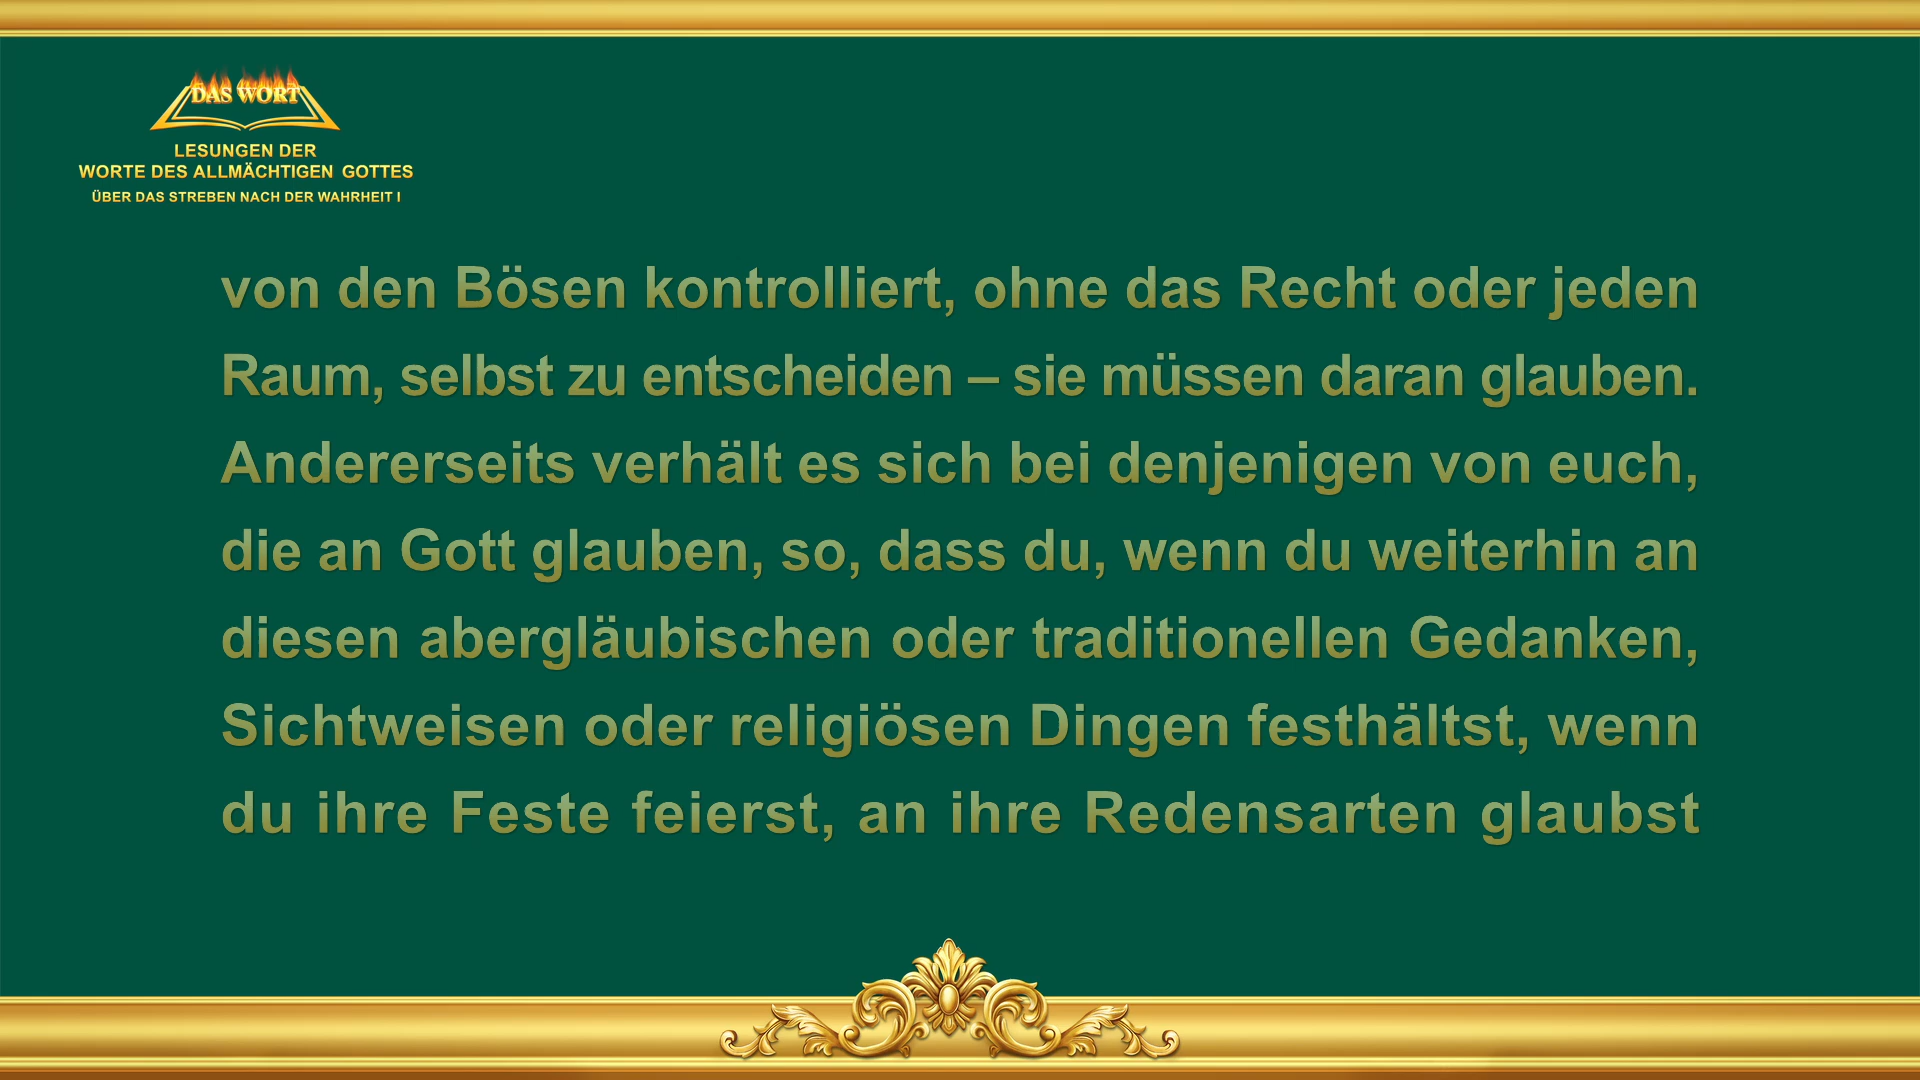 DAS WORT
LESUNGEN DER
WORTE DES ALLMÄCHTIGEN GOTTES
ÜBER DAS STREBEN NACH DER WAHRHEIT I
von den Bösen kontrolliert, ohne das Recht oder jeden
Raum, selbst zu entscheiden – sie müssen daran glauben.
Andererseits verhält es sich bei denjenigen von euch,
die an Gott glauben, so, dass du, wenn du weiterhin an
diesen abergläubischen oder traditionellen Gedanken,
Sichtweisen oder religiösen Dingen festhältst, wenn
du ihre Feste feierst, an ihre Redensarten glaubst